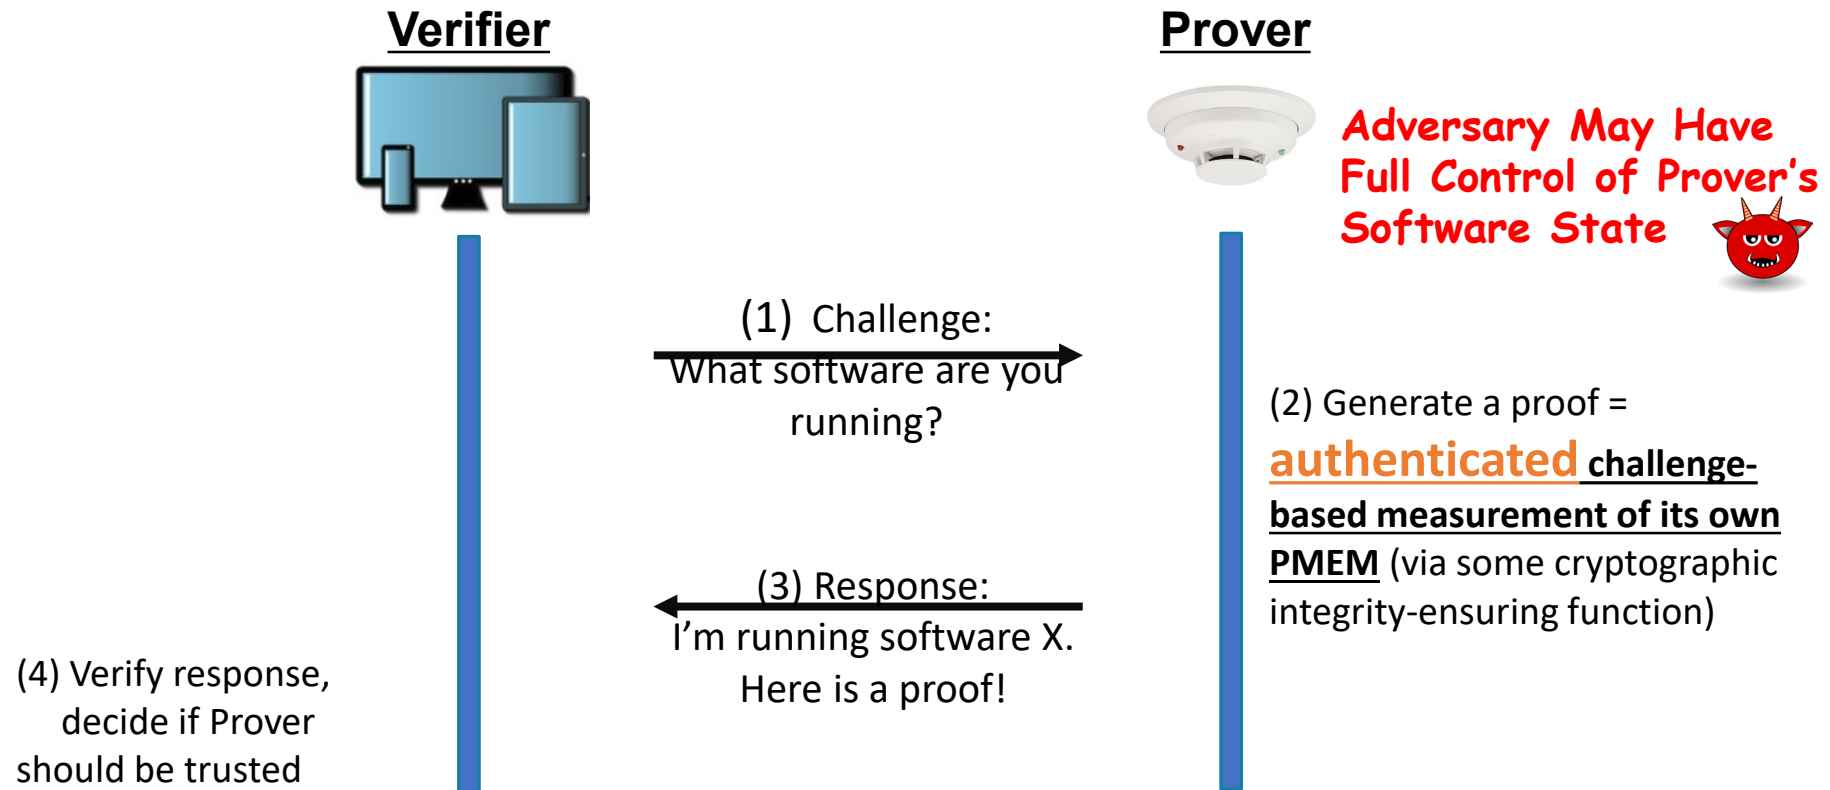 Verifier
Prover
Adversary May Have
Full Control of Prover's
Software State
(1) Challenge:
What software are you
running?
(2) Generate a proof =
authenticated challenge-
based measurement of its own
PMEM (via some cryptographic
integrity-ensuring function)
(3) Response:
I'm running software X.
Here is a proof!
(4) Verify response,
decide if Prover
should be trusted